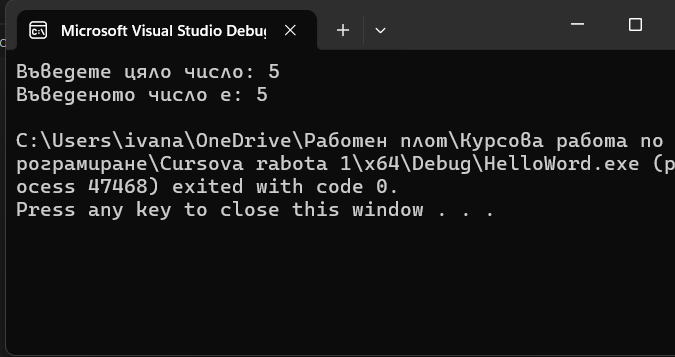 Microsoft Visual Studio Debug
Въведете цяло число: 5
Въведеното число е: 5
C:\Users\ivana\OneDrive\Работен плот\Курсова работа по
рограмиране\Cursova rabota 1\x64\Debug\HelloWord.exe (p
ocess 47468) exited with code 0.
Press any key to close this window . . .